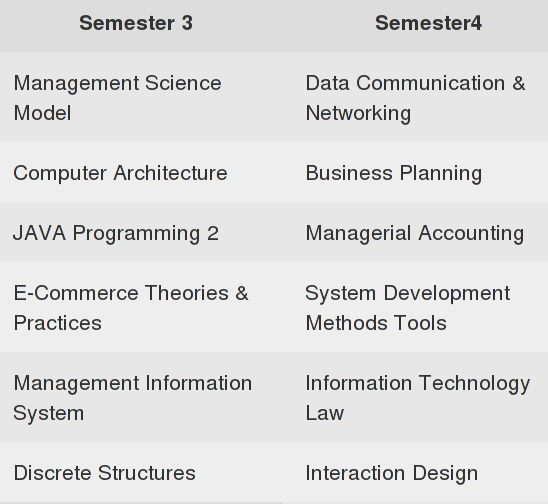 Semester 3 Semester4
Management Science Data Communication &
Model Networking
Computer Architecture Business Planning
JAVA Programming 2 Managerial Accounting
E-Commerce Theories & System Development
Practices Methods Tools
Management Information Information Technology
System Law
Discrete Structures Interaction Design